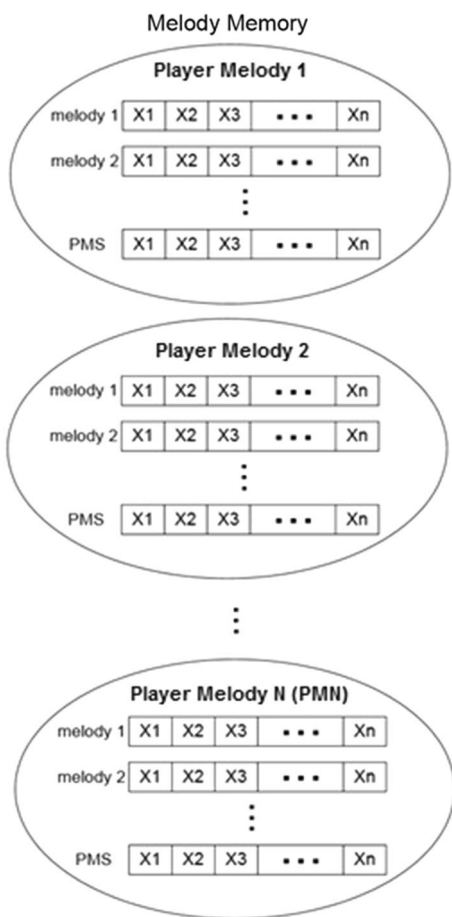 Melody Memory
Player Melody 1
melody 1 X1 X2 X3 ... Xn
melody 2 X1 X2 X3 ... Xn
PMS X1 X2 X3 ... Xn
Player Melody 2
melody 1 X1 X2 X3 ... Xn
melody 2 X1 X2 X3 ... Xn
PMS X1 X2 X3 ... Xn
Player Melody N (PMN)
melody 1 X1 X2 X3 ... Xn
melody 2 X1 X2 X3 ... Xn
PMS X1 X2 X3 ... Xn